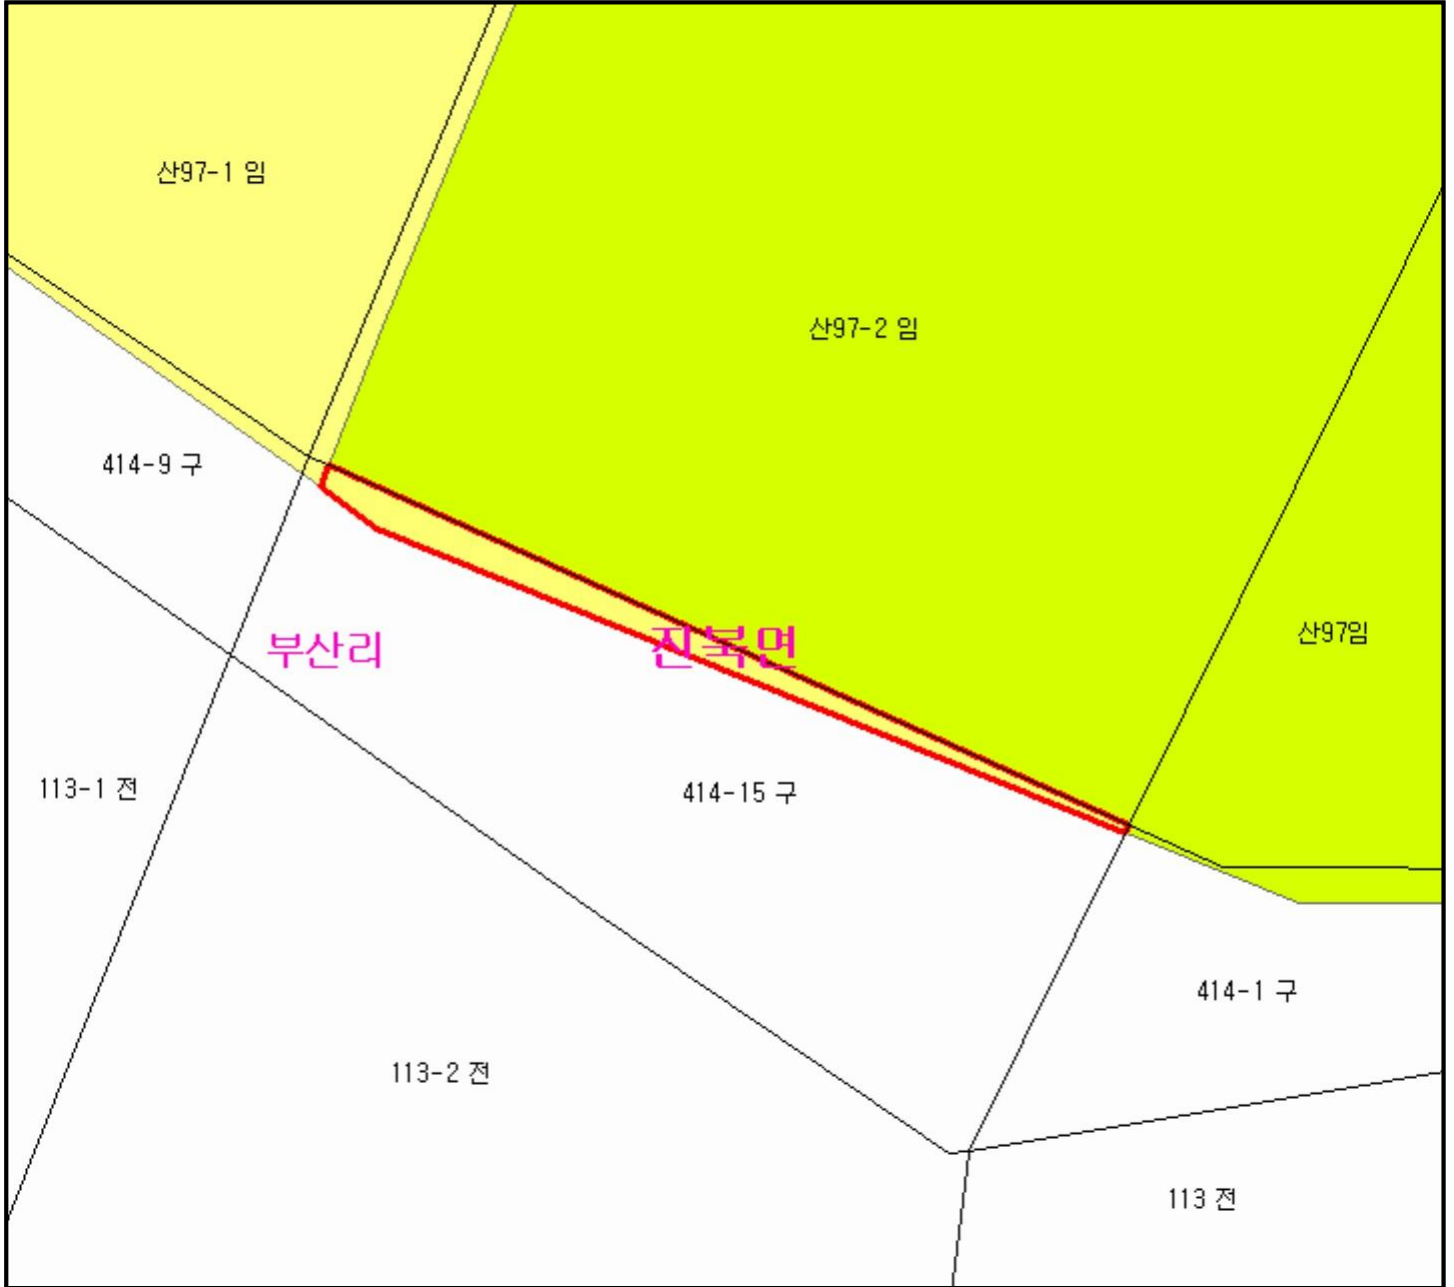 산97-1 임
산97-2 임
414-9 구
산97임
부산리
진북면
113-1 전
414-15 구
414-1 구
113-2 전
113 전